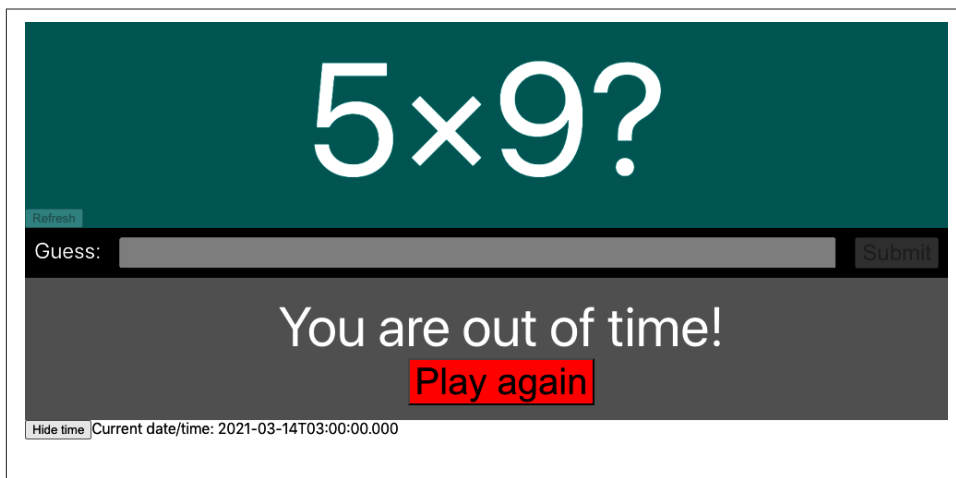 5×9?
Refresh
Guess: Submit
You are out of time!
Play again
Hide time Current date/time: 2021-03-14T03:00:00.000